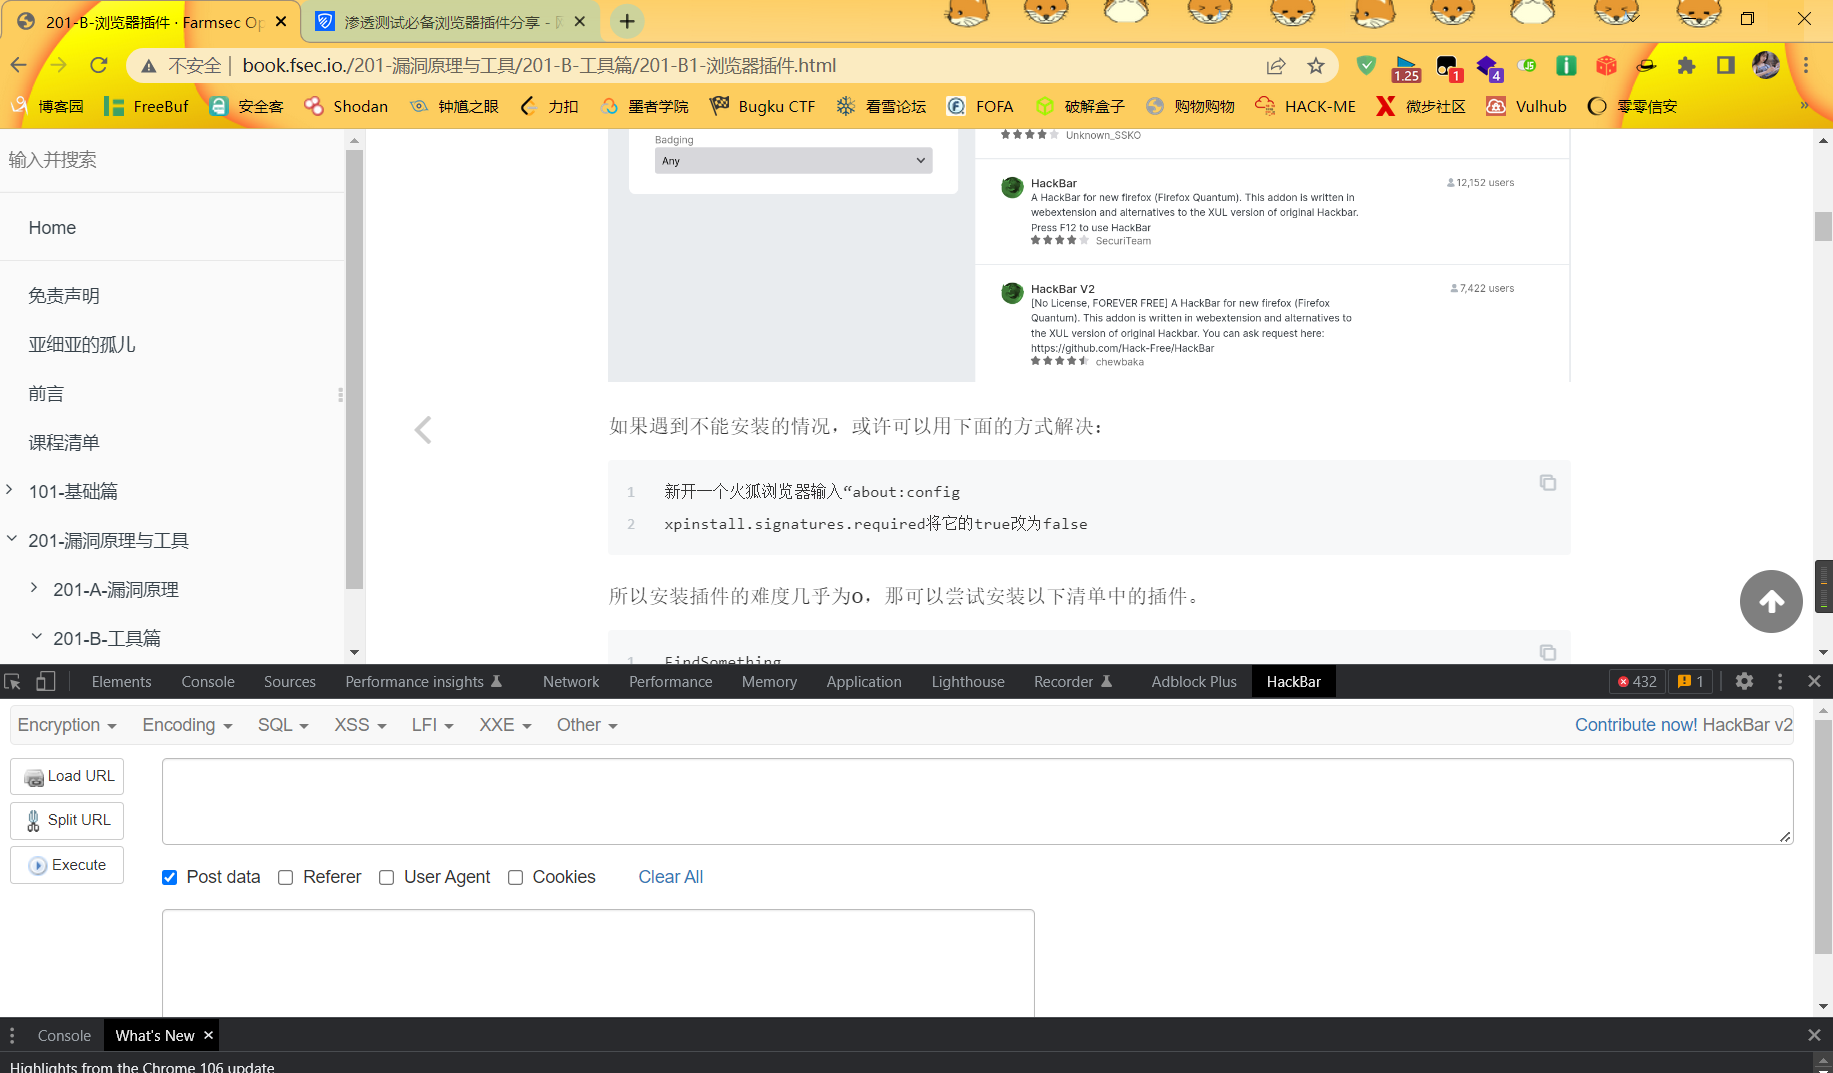 201-B-浏览器插件 · Farmsec Op
渗透测试必备浏览器插件分享 -
不安全 | book.fsec.io./201-漏洞原理与工具/201-B-工具篇/201-B1-浏览器插件.html
1.25 1 4 JS
博客园 FreeBuf 安全客 Shodan 钟馗之眼 力扣 墨者学院 Bugku CTF 看雪论坛 FOFA 破解盒子 购物购物 HACK-ME 微步社区 Vulhub 零零信安 »
输入并搜索
Home
免责声明
亚细亚的孤儿
前言
课程清单
101-基础篇
201-漏洞原理与工具
201-A-漏洞原理
201-B-工具篇
Badging
Any
Unknown_SSKO
HackBar 12,152 users
A HackBar for new firefox (Firefox Quantum). This addon is written in
webextension and alternatives to the XUL version of original Hackbar.
Press F12 to use HackBar
SecuriTeam
HackBar V2 7,422 users
[No License, FOREVER FREE] A HackBar for new firefox (Firefox
Quantum). This addon is written in webextension and alternatives to
the XUL version of original Hackbar. You can ask request here:
https://github.com/Hack-Free/HackBar
chewbaka
如果遇到不能安装的情况，或许可以用下面的方式解决：
1 新开一个火狐浏览器输入“about:config
2 xpinstall.signatures.required将它的true改为false
所以安装插件的难度几乎为0，那可以尝试安装以下清单中的插件。
1 FindSomething
Elements Console Sources Performance insights Network Performance Memory Application Lighthouse Recorder Adblock Plus HackBar 432 1
Encryption Encoding SQL XSS LFI XXE Other Contribute now! HackBar v2
Load URL
Split URL
Execute
Post data Referer User Agent Cookies Clear All
Console What's New
Highlights from the Chrome 106 update